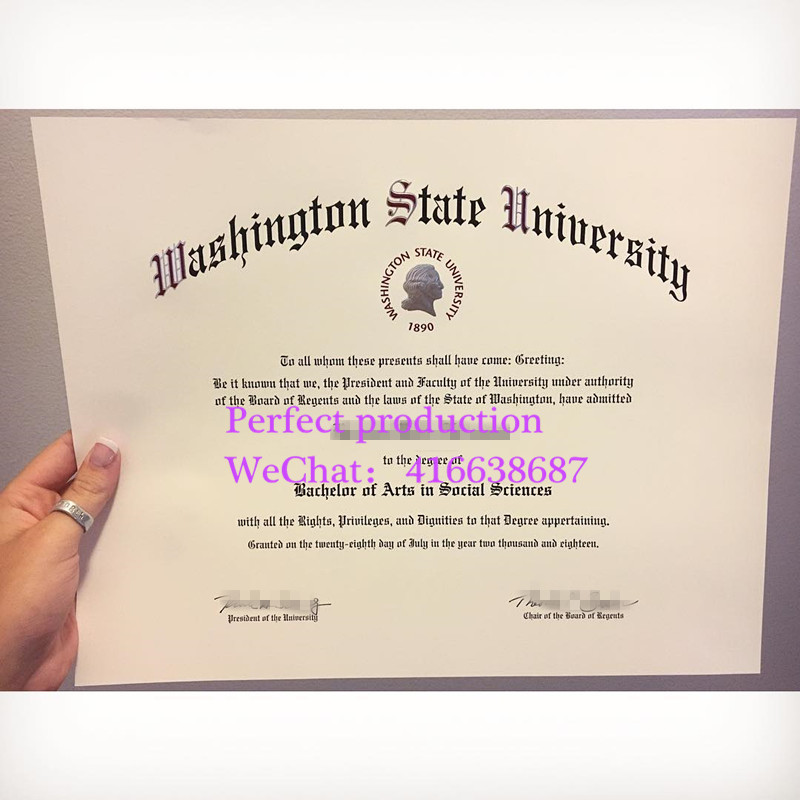 Washington State University
WASHINGTON STATE UNIVERSITY
1890
To all whom these presents shall have come: Greeting:
Be it known that we, the President and Faculty of the University under authority
of the Board of Regents and the laws of the State of Washington, have admitted
Perfect production
to the degree of
WeChat：416638687
Bachelor of Arts in Social Sciences
with all the Rights, Privileges, and Dignities to that Degree appertaining.
Granted on the twenty-eighth day of July in the year two thousand and eighteen.
President of the University
Chair of the Board of Regents